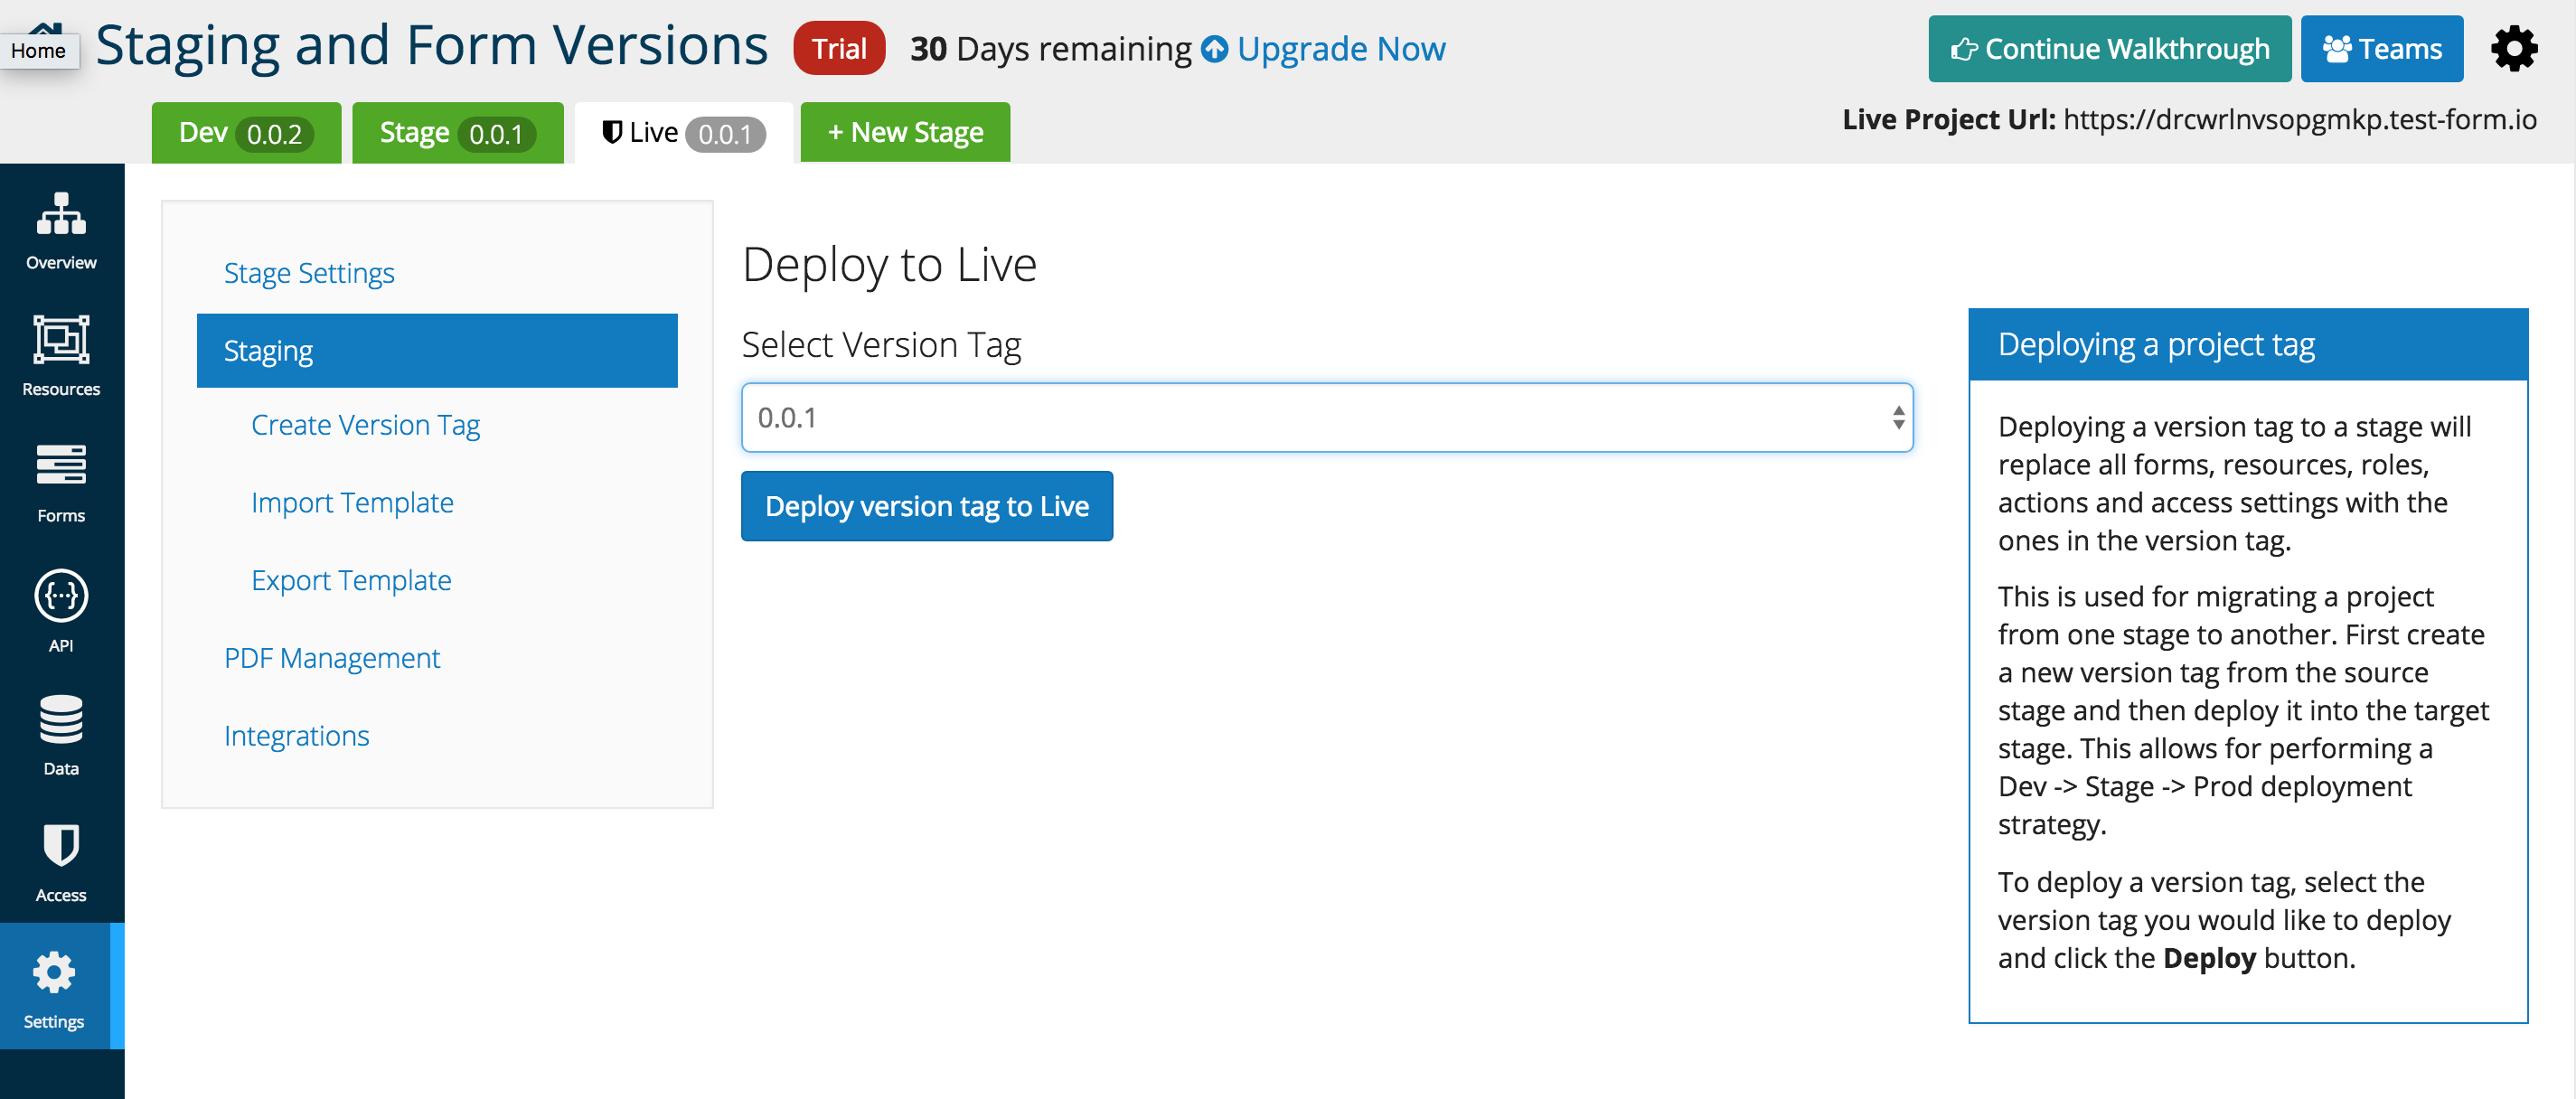 Home
Staging and Form Versions
Trial
30 Days remaining Upgrade Now
Continue Walkthrough
Teams
Dev 0.0.2
Stage 0.0.1
Live 0.0.1
+ New Stage
Live Project Url: https://drcwrlnvsopgmkp.test-form.io
Overview
Resources
Forms
API
Data
Access
Settings
Stage Settings
Staging
Create Version Tag
Import Template
Export Template
PDF Management
Integrations
Deploy to Live
Select Version Tag
0.0.1
Deploy version tag to Live
Deploying a project tag
Deploying a version tag to a stage will
replace all forms, resources, roles,
actions and access settings with the
ones in the version tag.
This is used for migrating a project
from one stage to another. First create
a new version tag from the source
stage and then deploy it into the target
stage. This allows for performing a
Dev -> Stage -> Prod deployment
strategy.
To deploy a version tag, select the
version tag you would like to deploy
and click the Deploy button.